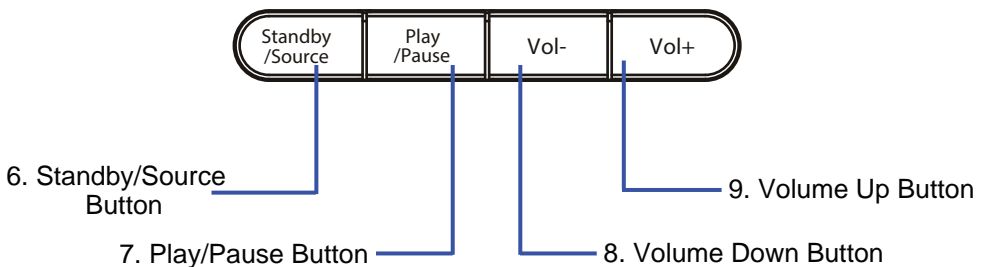 Standby
/Source
Play
/Pause
Vol-
Vol+
6. Standby/Source
Button
9. Volume Up Button
7. Play/Pause Button
8. Volume Down Button